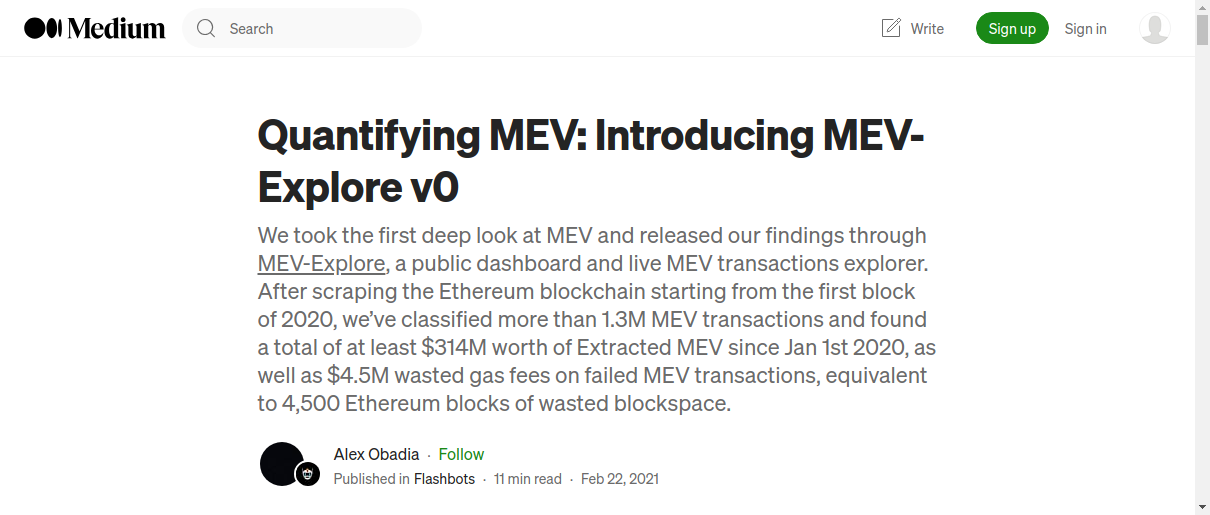 Medium
Search
Write
Sign up
Sign in
Quantifying MEV: Introducing MEV-
Explore v0
We took the first deep look at MEV and released our findings through
MEV-Explore, a public dashboard and live MEV transactions explorer.
After scraping the Ethereum blockchain starting from the first block
of 2020, we’ve classified more than 1.3M MEV transactions and found
a total of at least $314M worth of Extracted MEV since Jan 1st 2020, as
well as $4.5M wasted gas fees on failed MEV transactions, equivalent
to 4,500 Ethereum blocks of wasted blockspace.
Alex Obadia · Follow
Published in Flashbots · 11 min read · Feb 22, 2021